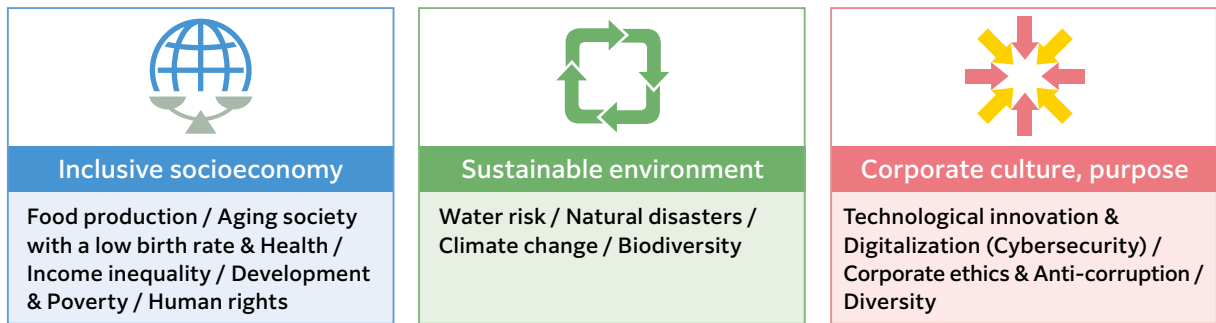 Inclusive socioeconomy
Food production / Aging society
with a low birth rate & Health /
Income inequality / Development
& Poverty / Human rights
Sustainable environment
Water risk / Natural disasters /
Climate change / Biodiversity
Corporate culture, purpose
Technological innovation &
Digitalization (Cybersecurity) /
Corporate ethics & Anti-corruption /
Diversity